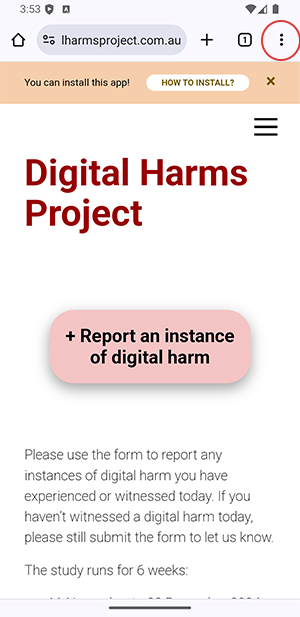 3:53
lharmsproject.com.au
1
You can install this app!
HOW TO INSTALL?
Digital Harms
Project
+ Report an instance
of digital harm
Please use the form to report any
instances of digital harm you have
experienced or witnessed today. If you
haven’t witnessed a digital harm today,
please still submit the form to let us know.
The study runs for 6 weeks: